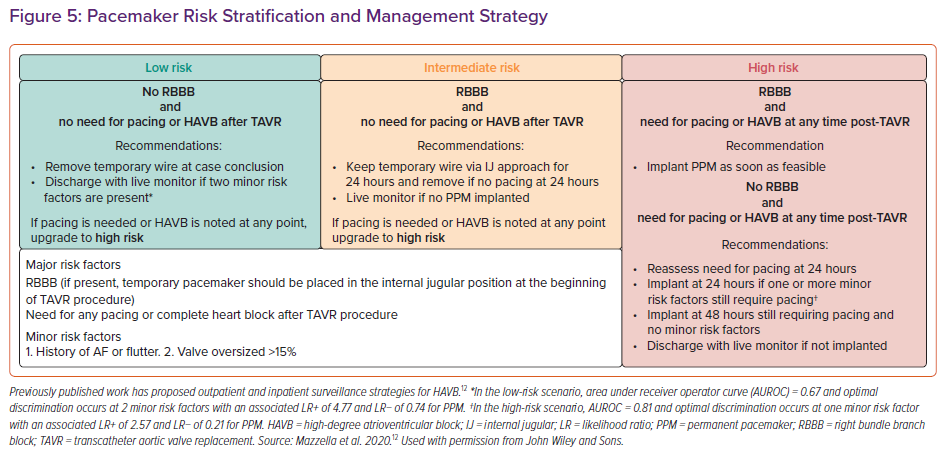 Figure 5: Pacemaker Risk Stratification and Management Strategy
Low risk
No RBBB
and
no need for pacing or HAVB after TAVR
Recommendations:
• Remove temporary wire at case conclusion
• Discharge with live monitor if two minor risk
factors are present*
If pacing is needed or HAVB is noted at any point,
upgrade to high risk
Intermediate risk
RBBB
and
no need for pacing or HAVB after TAVR
Recommendations:
• Keep temporary wire via IJ approach for
24 hours and remove if no pacing at 24 hours
• Live monitor if no PPM implanted
If pacing is needed or HAVB is noted at any point
upgrade to high risk
High risk
RBBB
and
need for pacing or HAVB at any time post-TAVR
Recommendation
• Implant PPM as soon as feasible
No RBBB
and
need for pacing or HAVB at any time post-TAVR
Recommendations:
• Reassess need for pacing at 24 hours
• Implant at 24 hours if one or more minor
risk factors still require pacing†
• Implant at 48 hours still requiring pacing and
no minor risk factors
• Discharge with live monitor if not implanted
Major risk factors
RBBB (if present, temporary pacemaker should be placed in the internal jugular position at the beginning
of TAVR procedure)
Need for any pacing or complete heart block after TAVR procedure
Minor risk factors
1. History of AF or flutter. 2. Valve oversized >15%
Previously published work has proposed outpatient and inpatient surveillance strategies for HAVB.12 *In the low-risk scenario, area under receiver operator curve (AUROC) = 0.67 and optimal
discrimination occurs at 2 minor risk factors with an associated LR+ of 4.77 and LR– of 0.74 for PPM. †In the high-risk scenario, AUROC = 0.81 and optimal discrimination occurs at one minor risk factor
with an associated LR+ of 2.57 and LR– of 0.21 for PPM. HAVB = high-degree atrioventricular block; IJ = internal jugular; LR = likelihood ratio; PPM = permanent pacemaker; RBBB = right bundle branch
block; TAVR = transcatheter aortic valve replacement. Source: Mazzella et al. 2020.12 Used with permission from John Wiley and Sons.